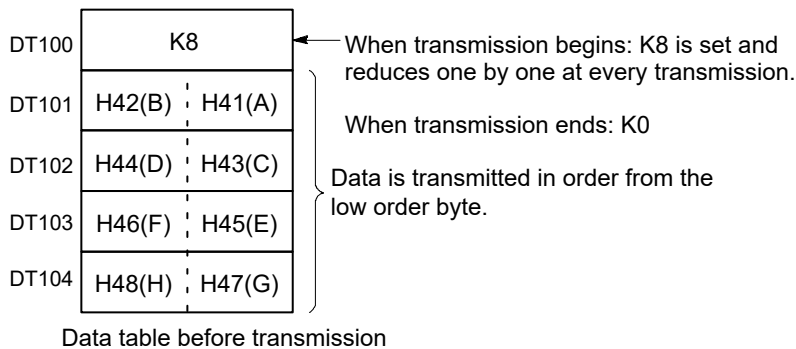 DT100 K8 When transmission begins: K8 is set and
reduces one by one at every transmission.
DT101 H42(B) H41(A)
When transmission ends: K0
DT102 H44(D) H43(C)
Data is transmitted in order from the
low order byte.
DT103 H46(F) H45(E)
DT104 H48(H) H47(G)
Data table before transmission